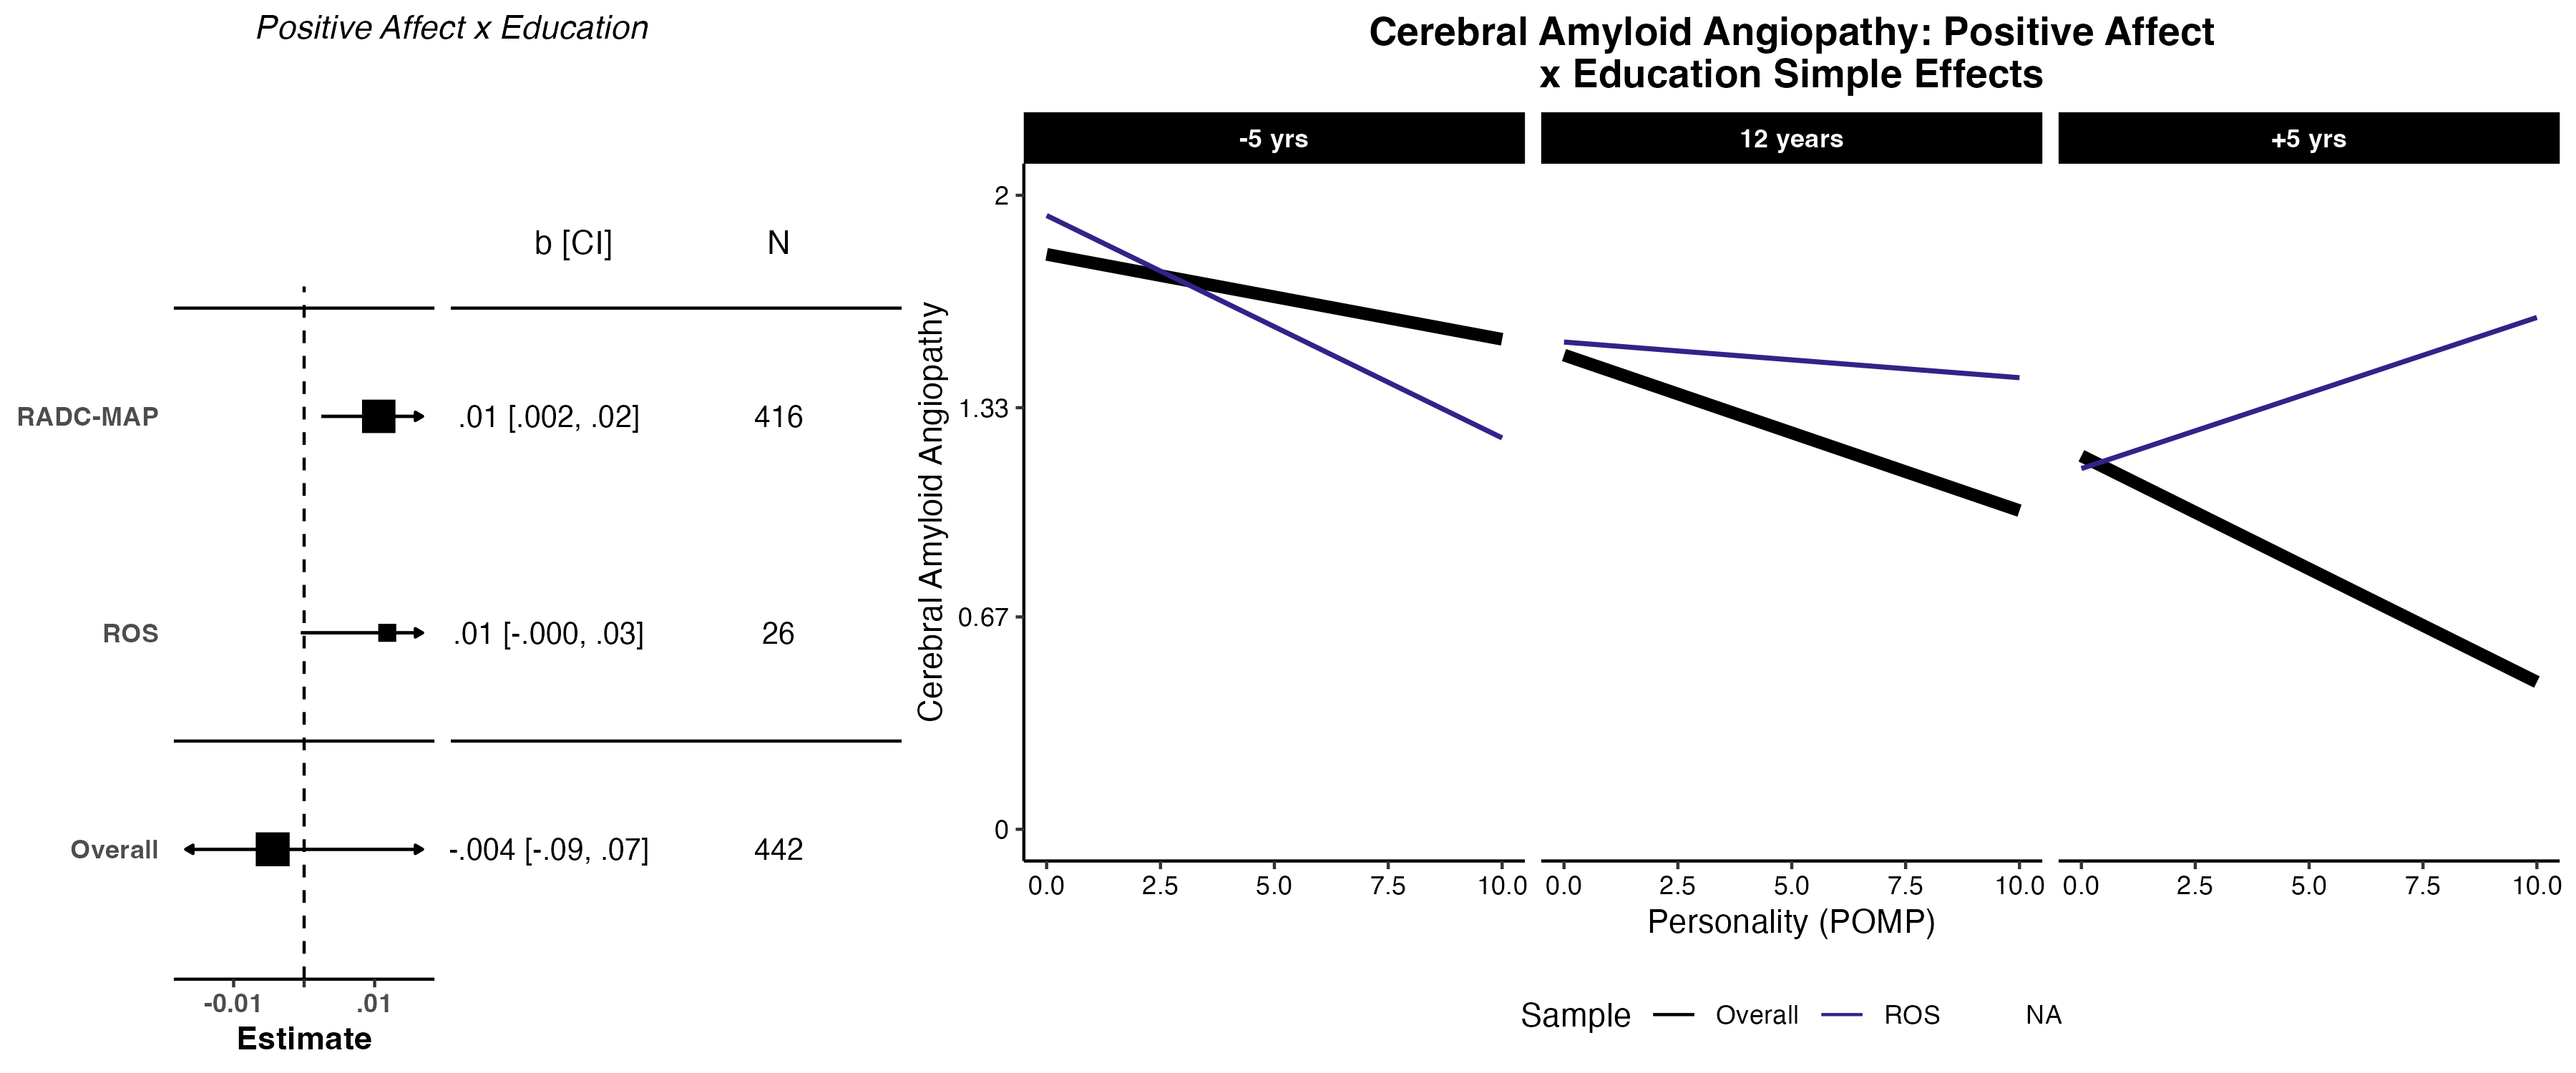 Positive Affect x Education
b [CI] N
RADC-MAP .01 [.002, .02] 416
ROS .01 [-.000, .03] 26
Overall -.004 [-.09, .07] 442
-0.01 .01
Estimate
Cerebral Amyloid Angiopathy: Positive Affect
x Education Simple Effects
-5 yrs 12 years +5 yrs
Cerebral Amyloid Angiopathy
2
1.33
0.67
0
0.0 2.5 5.0 7.5 10.0 0.0 2.5 5.0 7.5 10.0 0.0 2.5 5.0 7.5 10.0
Personality (POMP)
Sample Overall ROS NA